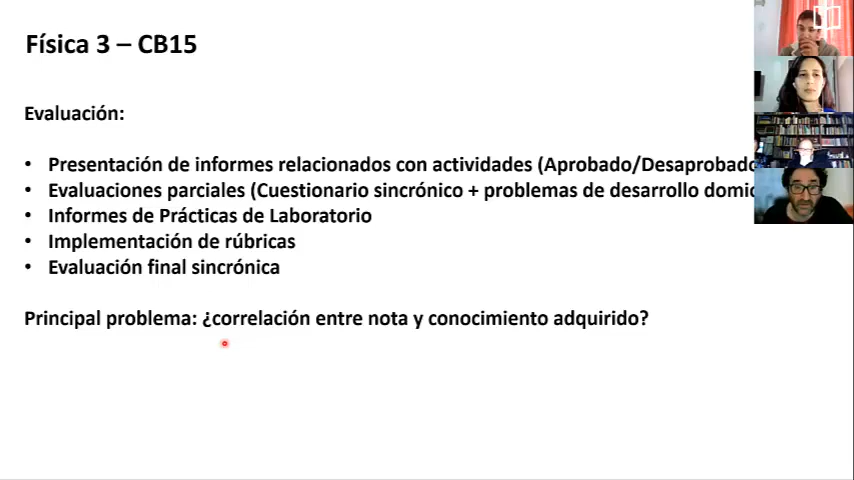 Física 3 – CB15
Evaluación:
• Presentación de informes relacionados con actividades (Aprobado/Desaprobado
• Evaluaciones parciales (Cuestionario sincrónico + problemas de desarrollo domic
• Informes de Prácticas de Laboratorio
• Implementación de rúbricas
• Evaluación final sincrónica
Principal problema: ¿correlación entre nota y conocimiento adquirido?